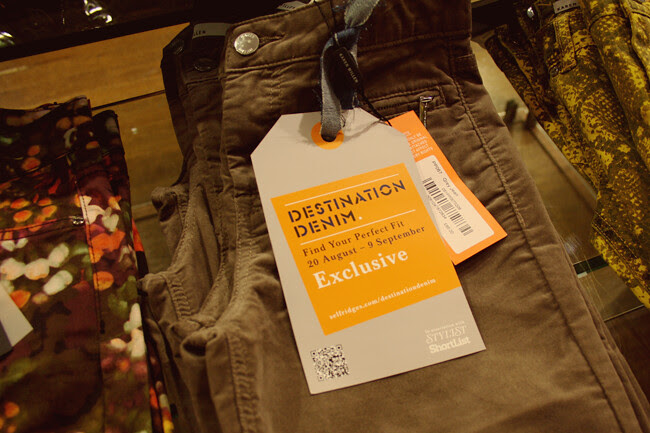 DESTINATION
DENIM.
Find Your Perfect Fit
20 August – 9 September
Exclusive
selfridges.com/destinationdenim
STYLIST
ShortList